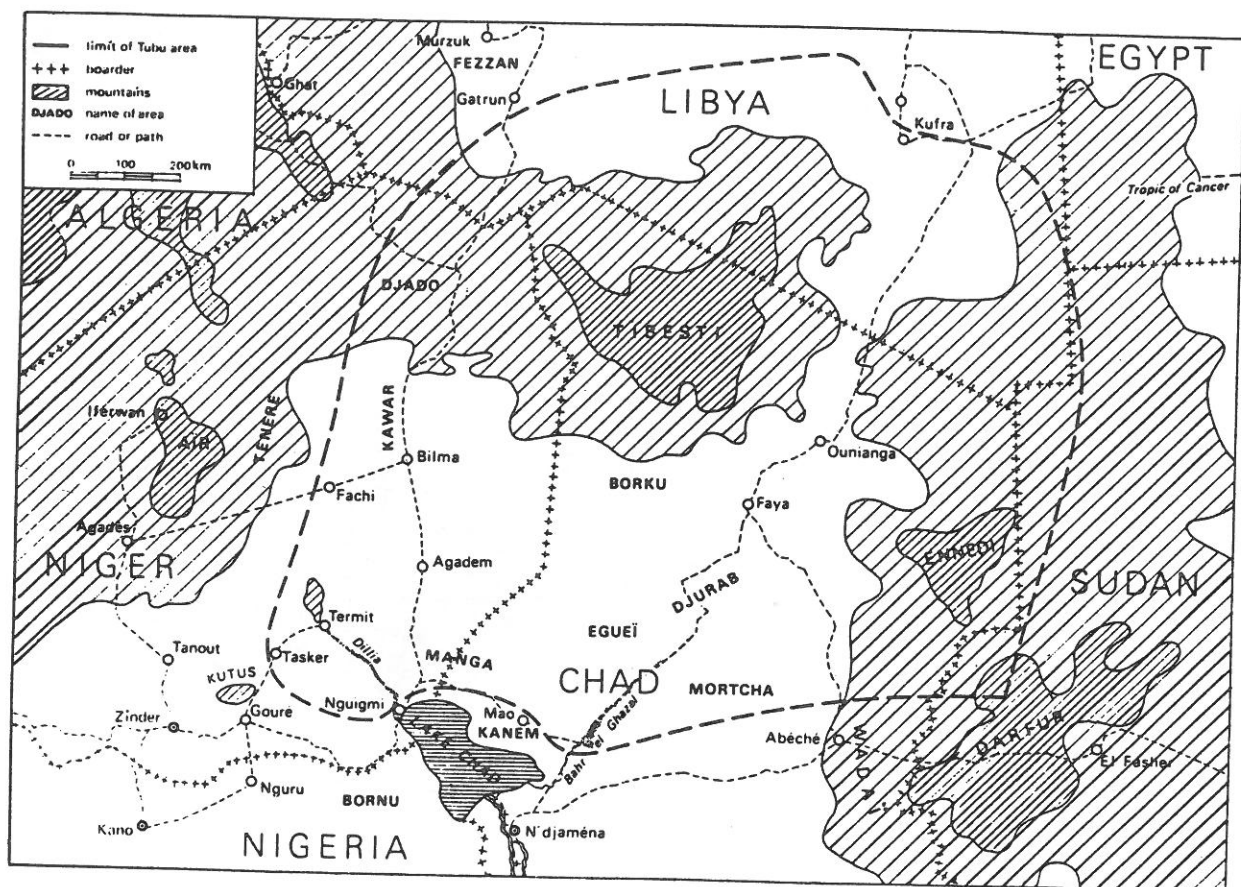 limit of Tubu area
boarder
mountains
DJADO name of area
road or path
0 100 200km
Murzuk
FEZZAN
Ghat
Gatrun
LIBYA
EGYPT
Kufra
Tropic of Cancer
ALGERIA
DJADO
TIBESTI
Iferwan
AIR
TENERE
KAWAR
Bilma
Fachi
Ounianga
BORKU
Faya
Agadès
NIGER
Agadem
ENNEDI
SUDAN
DJURAB
Termit
EGUEÏ
Dillia
Tanout
Tasker
MANGA
KUTUS
CHAD
MORTCHA
Nguigmi
Mao
KANEM
Zinder
Gouré
LAKE CHAD
Bahr el Ghazal
Abéché
WADAI
DARFUR
El Fasher
Nguru
BORNU
Kano
NIGERIA
N'djaména